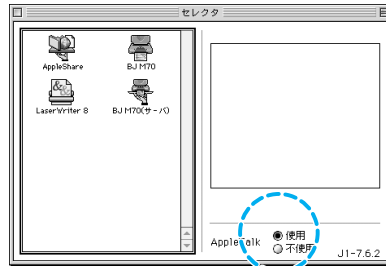 セレクタ
AppleShare
BJ M70
LaserWriter 8
BJ M70(サーバ)
AppleTalk
使用
不使用
J1-7.6.2